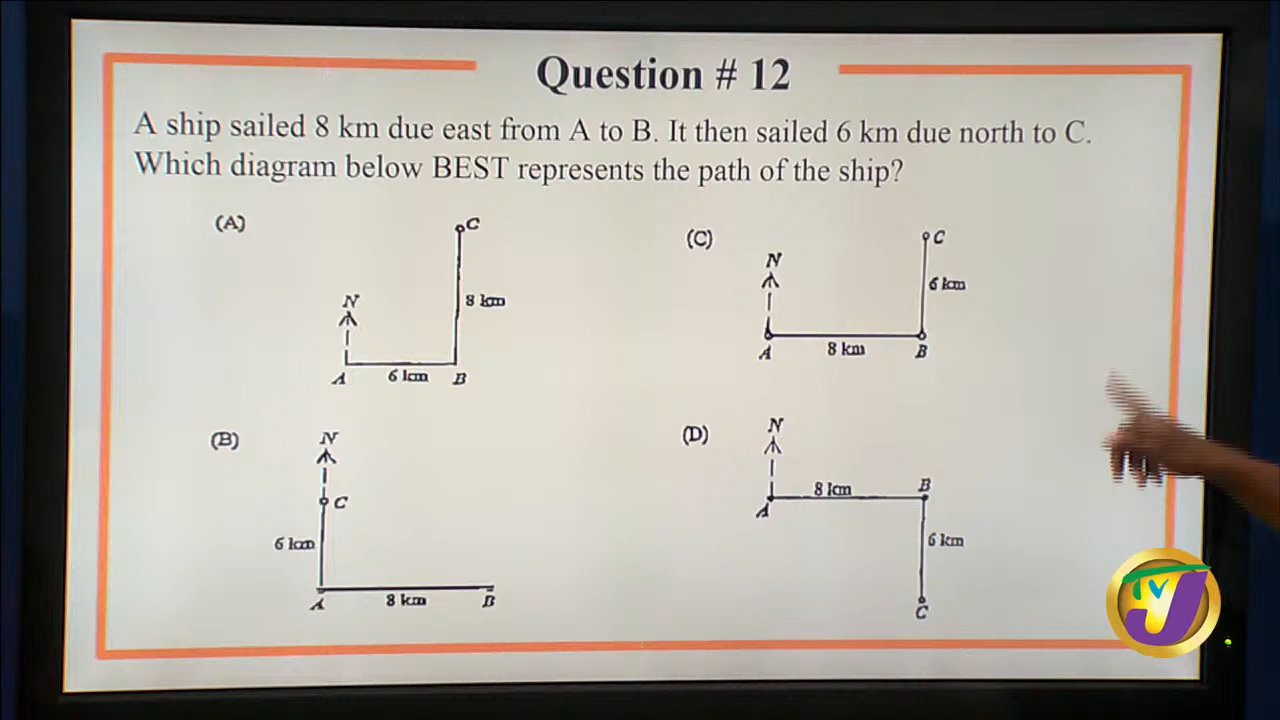 Question # 12
A ship sailed 8 km due east from A to B. It then sailed 6 km due north to C.
Which diagram below BEST represents the path of the ship?
(A)
C
N
8 km
A
6 km
B
(C)
C
N
6 km
A
8 km
B
(B)
N
C
6 km
A
8 km
B
(D)
N
8 km
B
A
6 km
C
TVJ